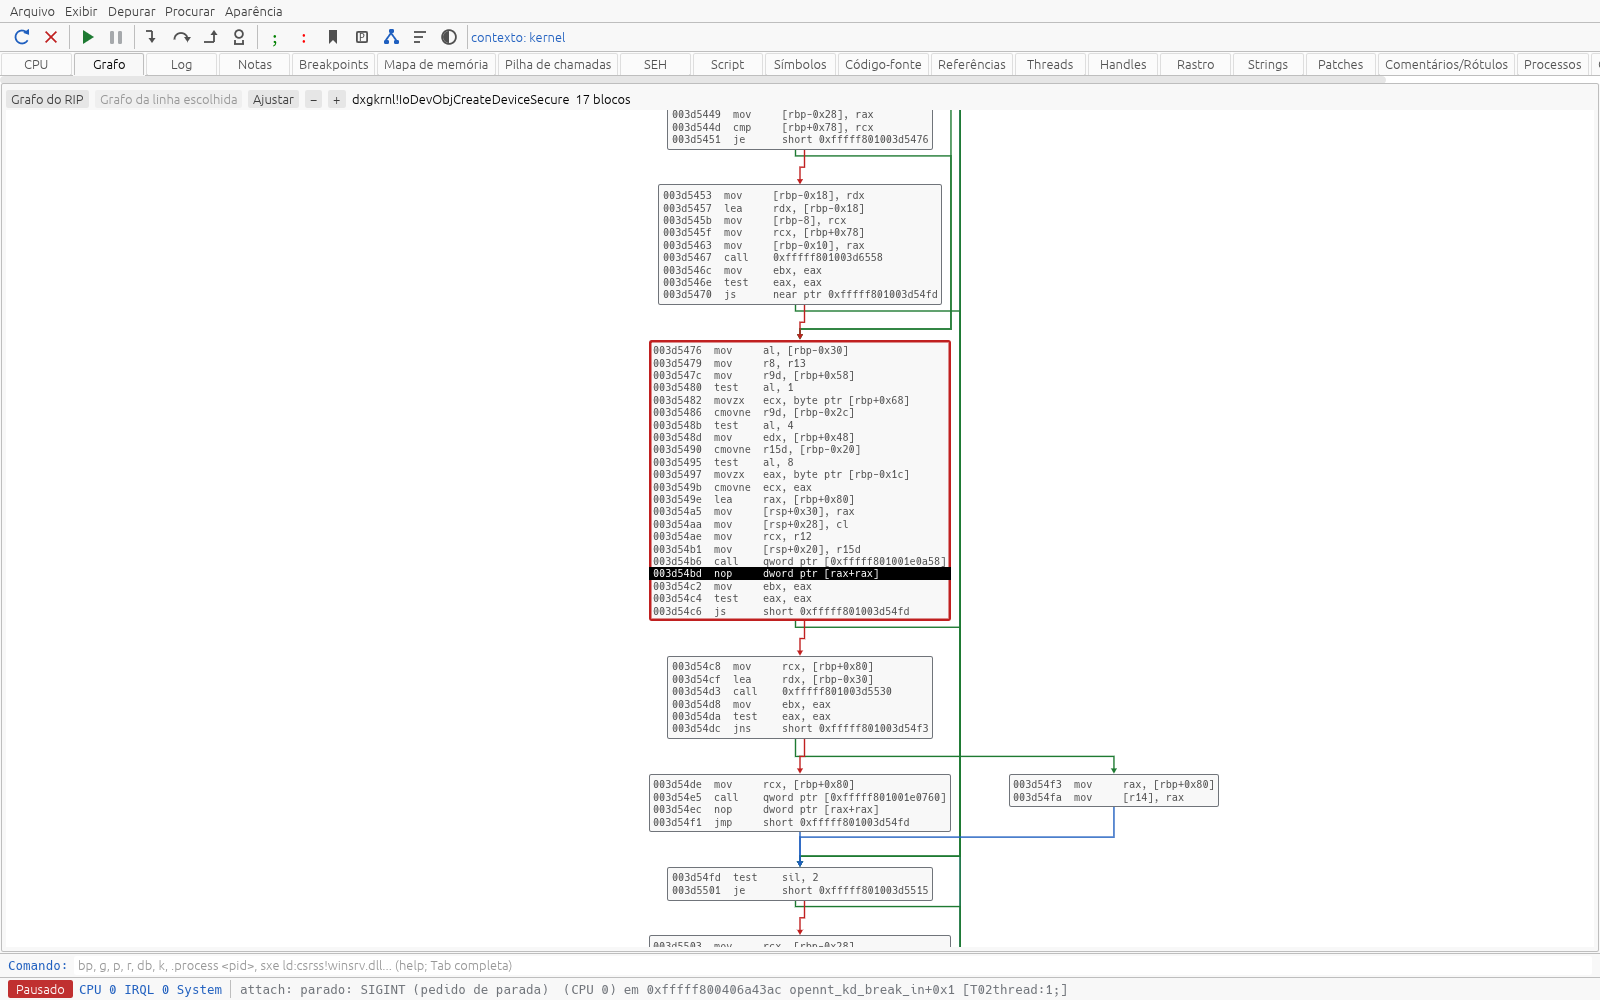 Arquivo Exibir Depurar Procurar Aparência
contexto: kernel
CPU Grafo Log Notas Breakpoints Mapa de memória Pilha de chamadas SEH Script Símbolos Código-fonte Referências Threads Handles Rastro Strings Patches Comentários/Rótulos Processos
Grafo do RIP Grafo da linha escolhida Ajustar − + dxgkrnl!IoDevObjCreateDeviceSecure 17 blocos
003d5449 mov [rbp-0x28], rax
003d544d cmp [rbp+0x78], rcx
003d5451 je short 0xfffff801003d5476
003d5453 mov [rbp-0x18], rdx
003d5457 lea rdx, [rbp-0x18]
003d545b mov [rbp-8], rcx
003d545f mov rcx, [rbp+0x78]
003d5463 mov [rbp-0x10], rax
003d5467 call 0xfffff801003d6558
003d546c mov ebx, eax
003d546e test eax, eax
003d5470 js near ptr 0xfffff801003d54fd
003d5476 mov al, [rbp-0x30]
003d5479 mov r8, r13
003d547c mov r9d, [rbp+0x58]
003d5480 test al, 1
003d5482 movzx ecx, byte ptr [rbp+0x68]
003d5486 cmovne r9d, [rbp-0x2c]
003d548b test al, 4
003d548d mov edx, [rbp+0x48]
003d5490 cmovne r15d, [rbp-0x20]
003d5495 test al, 8
003d5497 movzx eax, byte ptr [rbp-0x1c]
003d549b cmovne ecx, eax
003d549e lea rax, [rbp+0x80]
003d54a5 mov [rsp+0x30], rax
003d54aa mov [rsp+0x28], cl
003d54ae mov rcx, r12
003d54b1 mov [rsp+0x20], r15d
003d54b6 call qword ptr [0xfffff801001e0a58]
003d54bd nop dword ptr [rax+rax]
003d54c2 mov ebx, eax
003d54c4 test eax, eax
003d54c6 js short 0xfffff801003d54fd
003d54c8 mov rcx, [rbp+0x80]
003d54cf lea rdx, [rbp-0x30]
003d54d3 call 0xfffff801003d5530
003d54d8 mov ebx, eax
003d54da test eax, eax
003d54dc jns short 0xfffff801003d54f3
003d54de mov rcx, [rbp+0x80]
003d54e5 call qword ptr [0xfffff801001e0760]
003d54ec nop dword ptr [rax+rax]
003d54f1 jmp short 0xfffff801003d54fd
003d54f3 mov rax, [rbp+0x80]
003d54fa mov [r14], rax
003d54fd test sil, 2
003d5501 je short 0xfffff801003d5515
003d5503 mov rcx, [rbp-0x28]
Comando: bp, g, p, r, db, k, .process <pid>, sxe ld:csrss!winsrv.dll... (help; Tab completa)
Pausado CPU 0 IRQL 0 System attach: parado: SIGINT (pedido de parada) (CPU 0) em 0xfffff800406a43ac opennt_kd_break_in+0x1 [T02thread:1;]